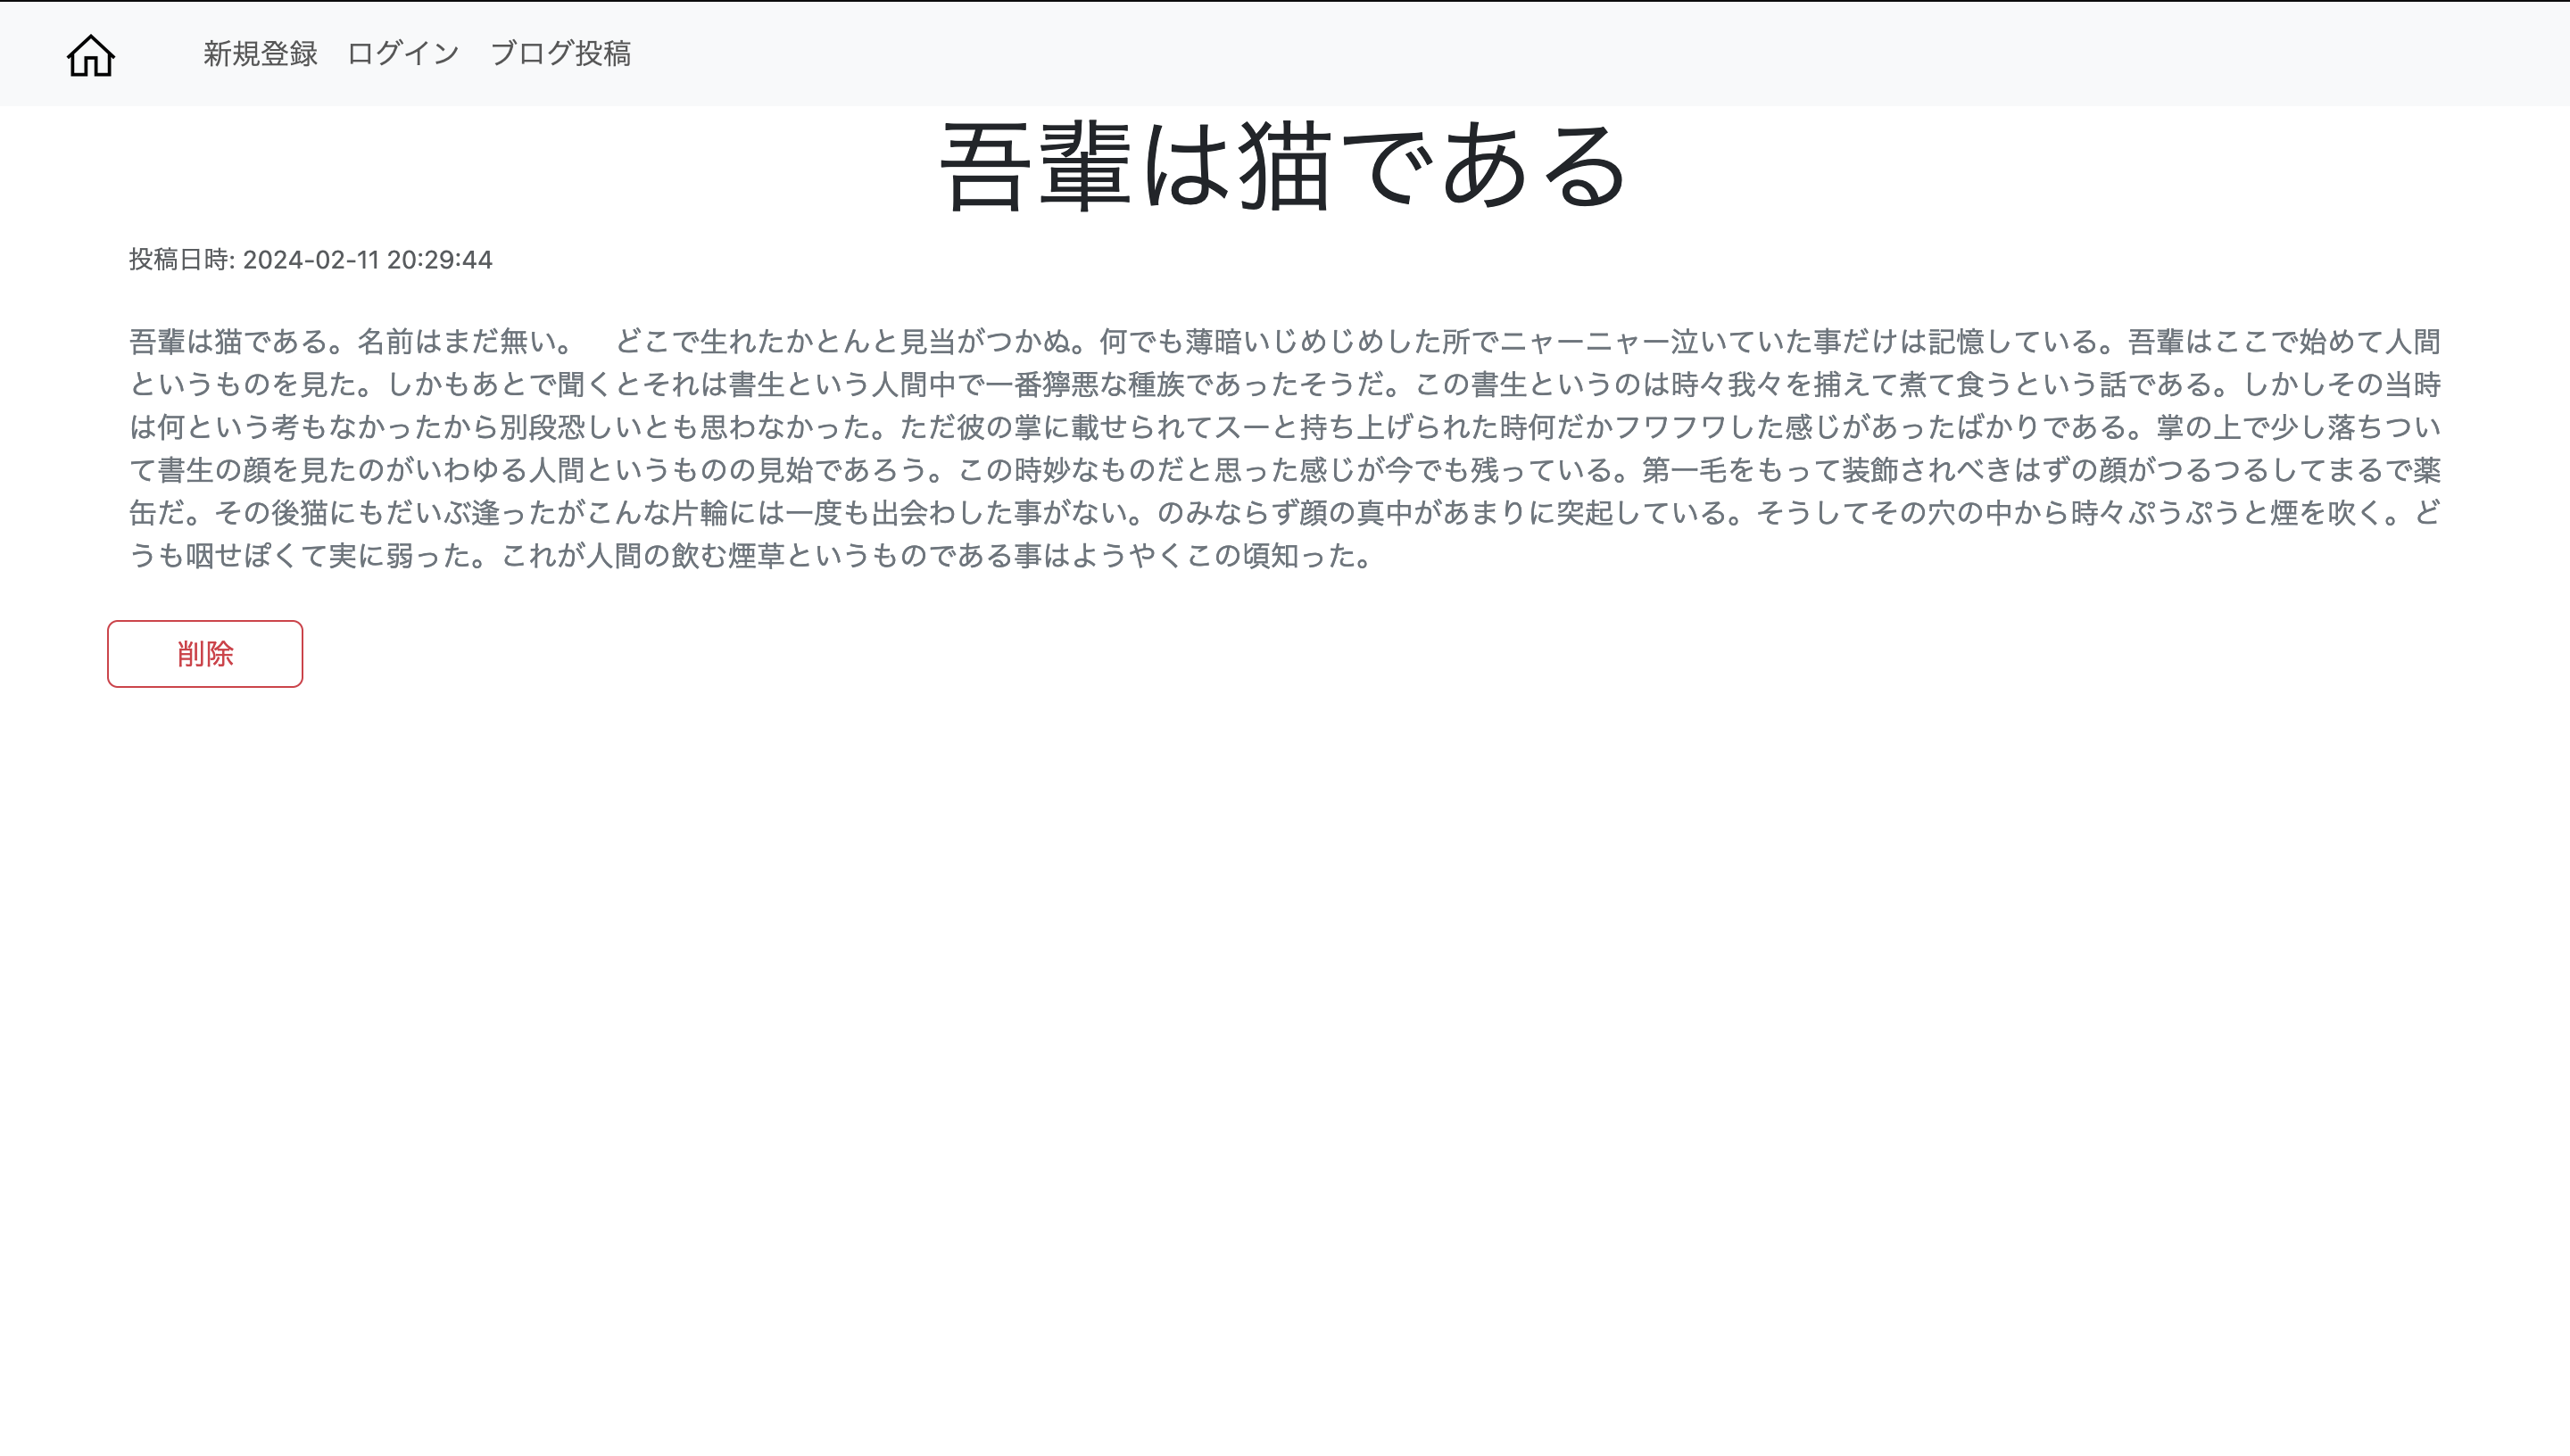 新規登録 ログイン ブログ投稿
吾輩は猫である
投稿日時: 2024-02-11 20:29:44
吾輩は猫である。名前はまだ無い。　どこで生れたかとんと見当がつかぬ。何でも薄暗いじめじめした所でニャーニャー泣いていた事だけは記憶している。吾輩はここで始めて人間
というものを見た。しかもあとで聞くとそれは書生という人間中で一番獰悪な種族であったそうだ。この書生というのは時々我々を捕えて煮て食うという話である。しかしその当時
は何という考もなかったから別段恐しいとも思わなかった。ただ彼の掌に載せられてスーと持ち上げられた時何だかフワフワした感じがあったばかりである。掌の上で少し落ちつい
て書生の顔を見たのがいわゆる人間というものの見始であろう。この時妙なものだと思った感じが今でも残っている。第一毛をもって装飾されべきはずの顔がつるつるしてまるで薬
缶だ。その後猫にもだいぶ逢ったがこんな片輪には一度も出会わした事がない。のみならず顔の真中があまりに突起している。そうしてその穴の中から時々ぷうぷうと煙を吹く。ど
うも咽せぽくて実に弱った。これが人間の飲む煙草というものである事はようやくこの頃知った。
削除